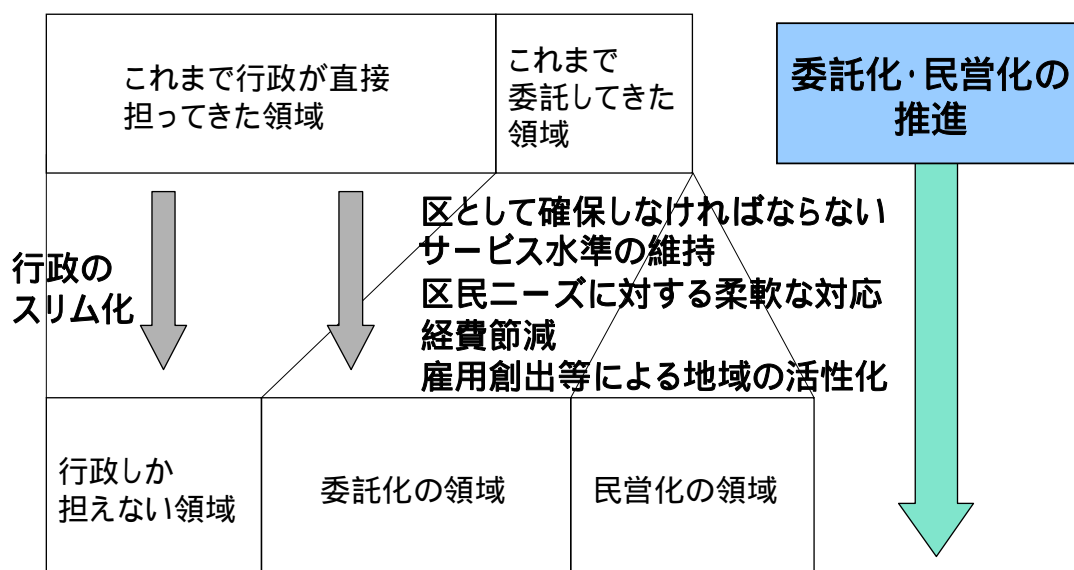 これまで行政が直接
担ってきた領域
これまで
委託してきた
領域
委託化・民営化の
推進
区として確保しなければならない
サービス水準の維持
区民ニーズに対する柔軟な対応
経費節減
雇用創出等による地域の活性化
行政の
スリム化
行政しか
担えない領域
委託化の領域
民営化の領域